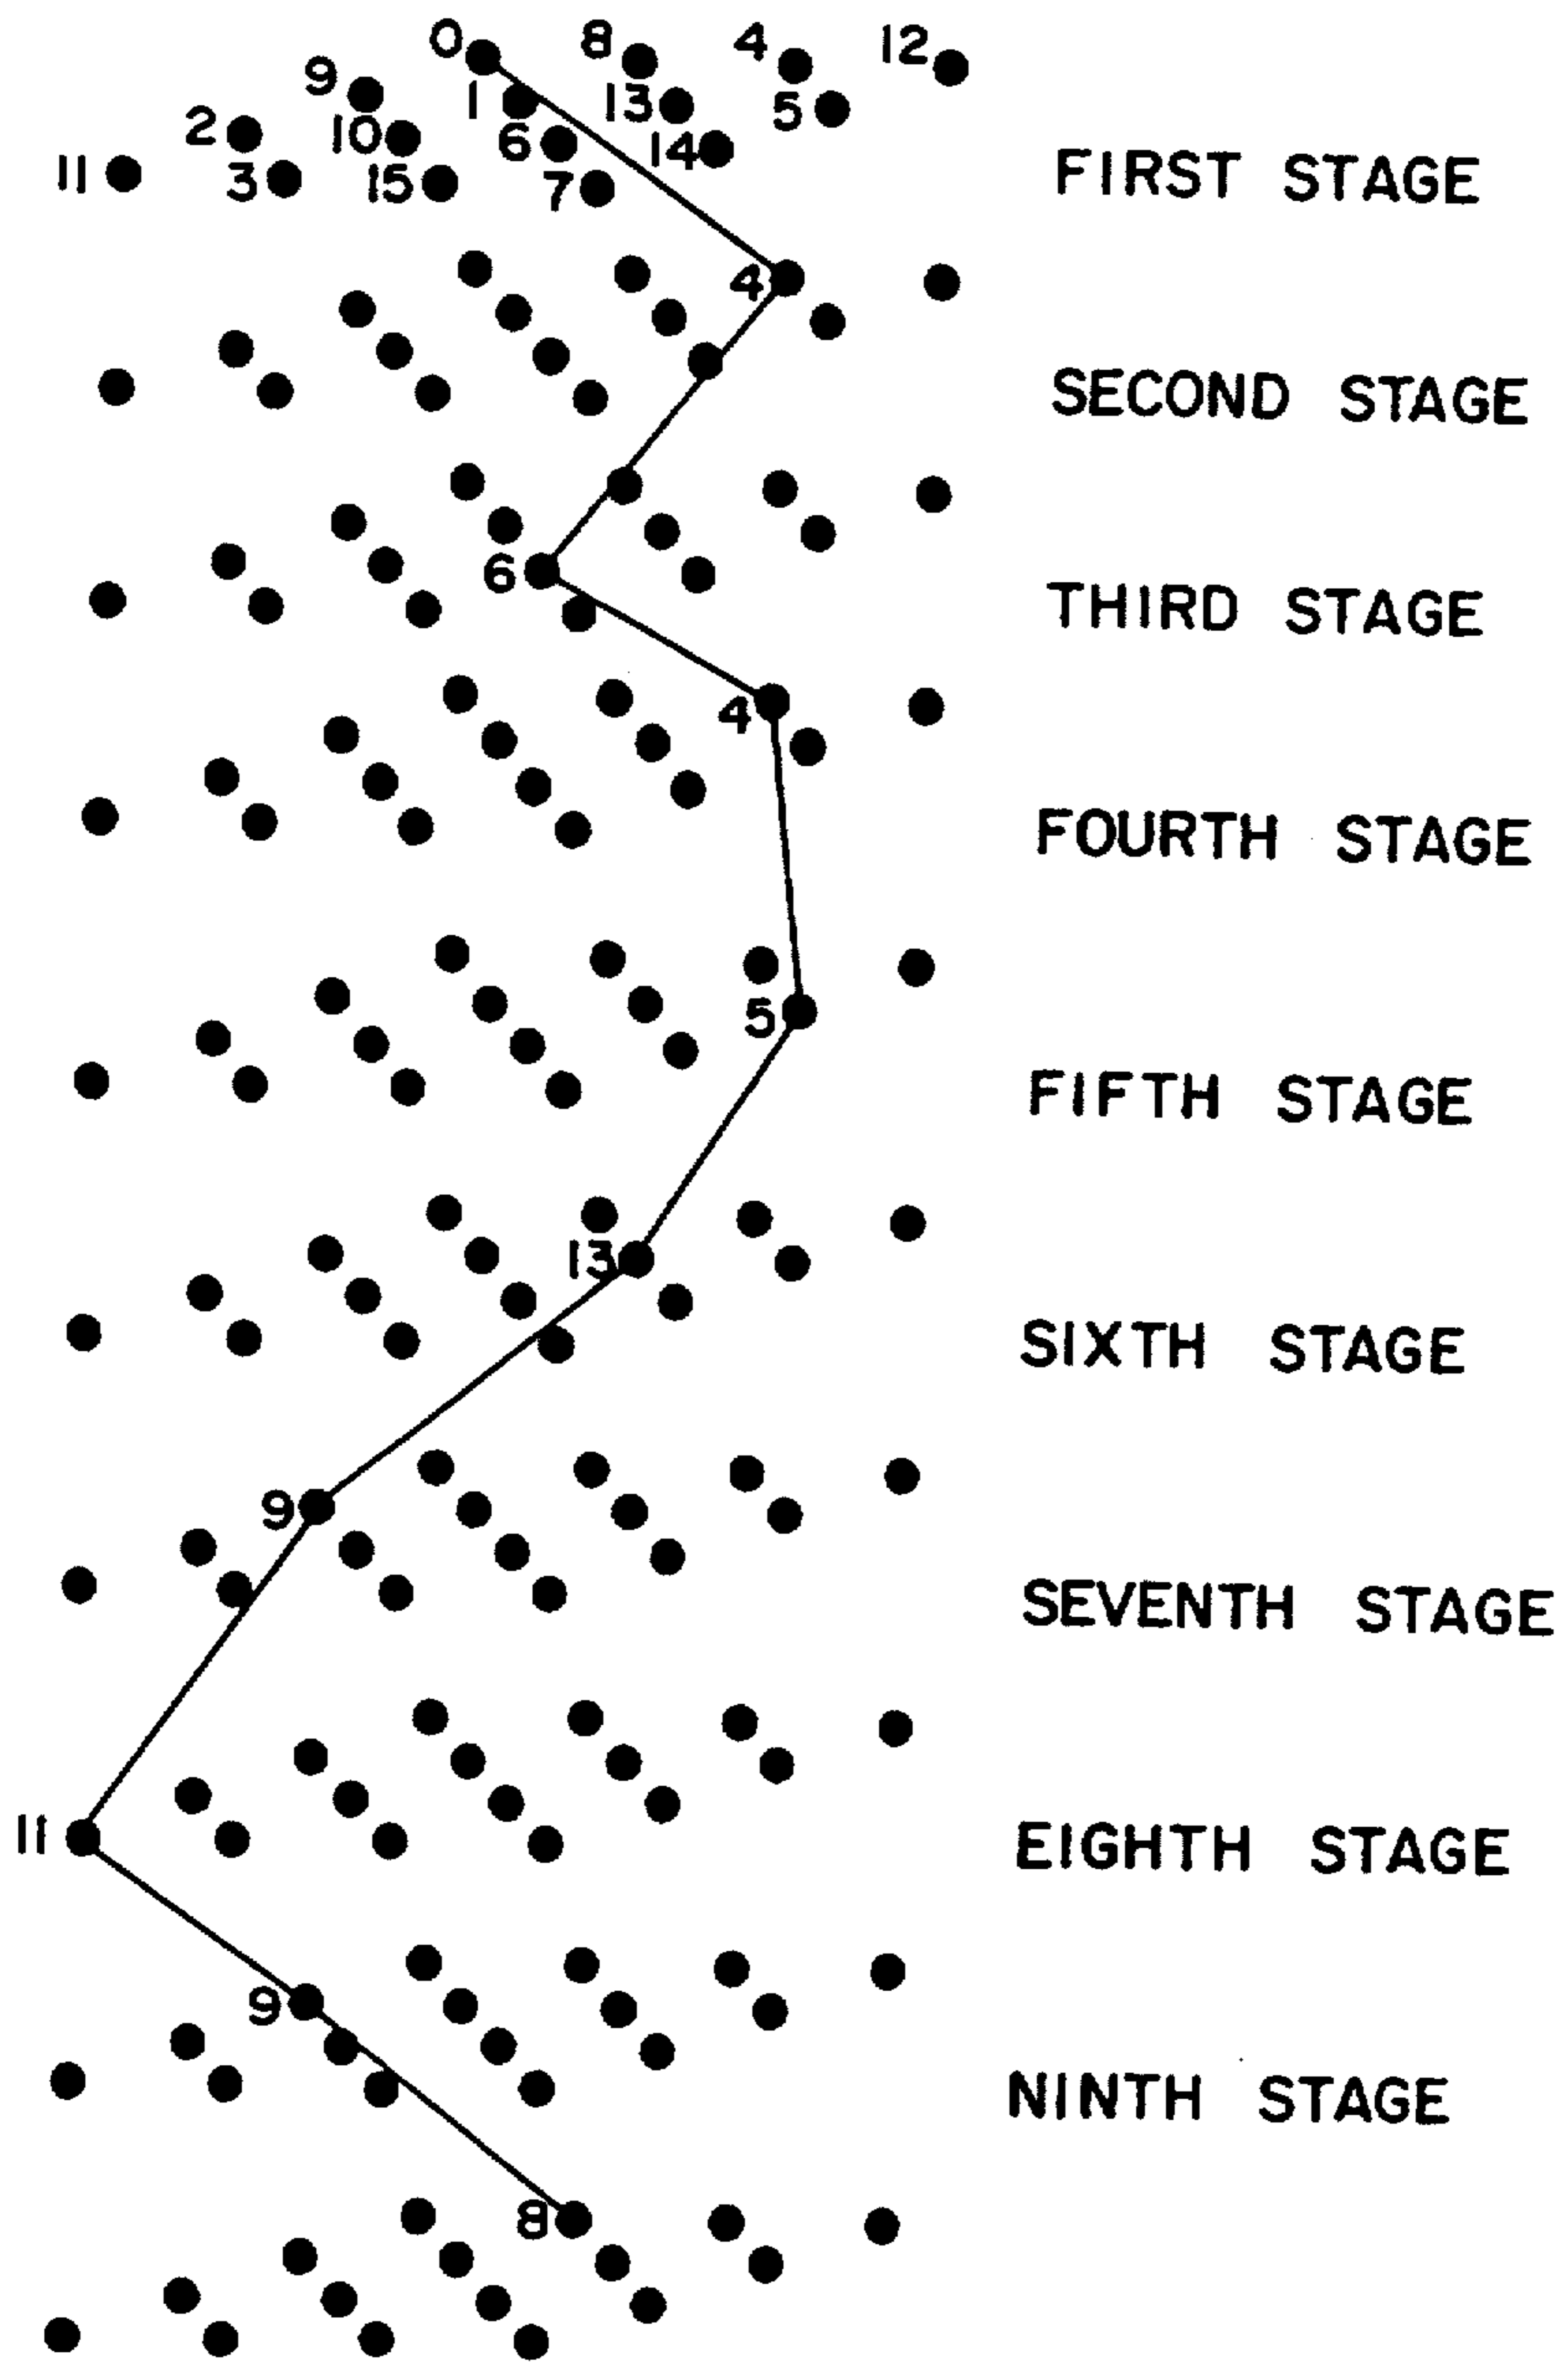 0 8 4 12
9 1 13 5
2 10 6 14
11 3 15 7
FIRST STAGE
4
SECOND STAGE
6
THIRD STAGE
4
FOURTH STAGE
5
FIFTH STAGE
13
SIXTH STAGE
9
SEVENTH STAGE
11
EIGHTH STAGE
9
NINTH STAGE
8